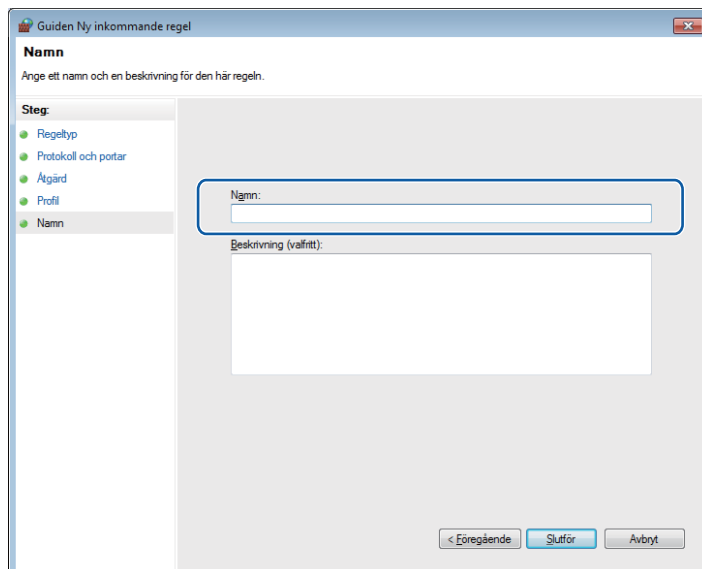 Guiden Ny inkommande regel
Namn
Ange ett namn och en beskrivning för den här regeln.
Steg:
Regeltyp
Protokoll och portar
Åtgärd
Profil
Namn
Namn:
Beskrivning (valfritt):
< Föregående
Slutför
Avbryt